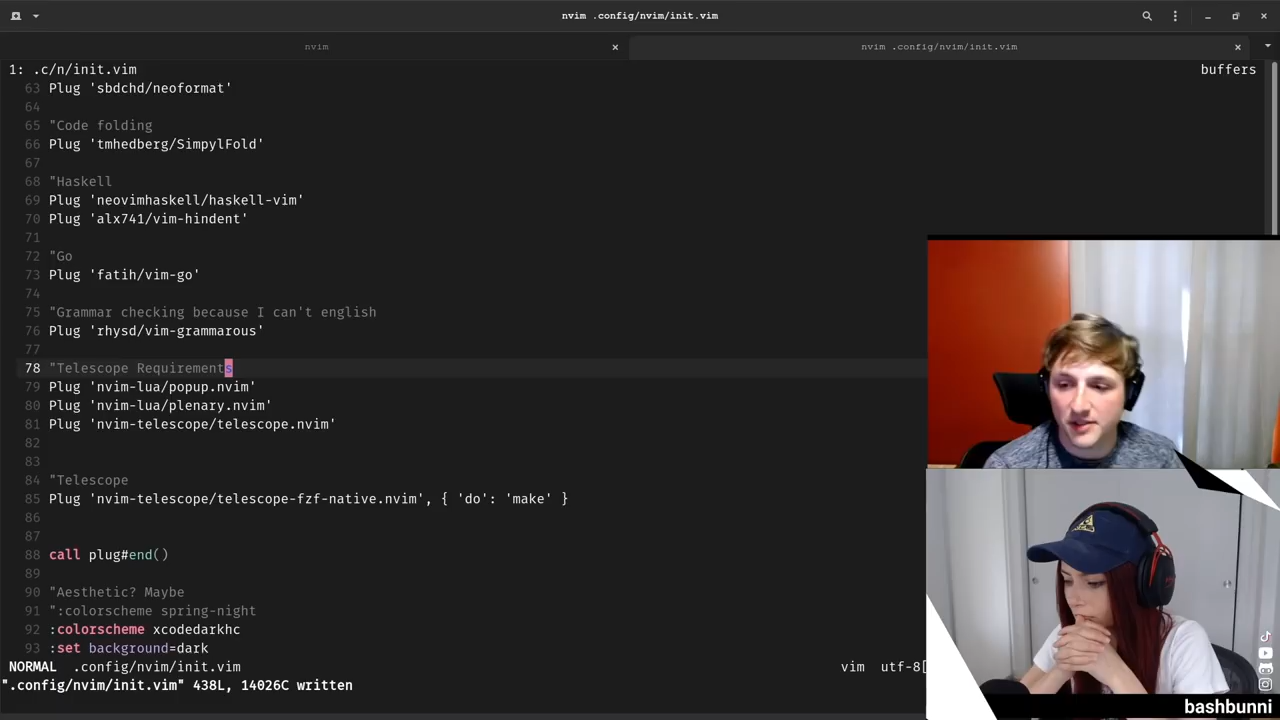 nvim .config/nvim/init.vim
nvim
nvim .config/nvim/init.vim
1: .c/n/init.vim
buffers
63 Plug 'sbdchd/neoformat'
64
65 "Code folding
66 Plug 'tmhedberg/SimpylFold'
67
68 "Haskell
69 Plug 'neovimhaskell/haskell-vim'
70 Plug 'alx741/vim-hindent'
71
72 "Go
73 Plug 'fatih/vim-go'
74
75 "Grammar checking because I can't english
76 Plug 'rhysd/vim-grammarous'
77
78 "Telescope Requirements
79 Plug 'nvim-lua/popup.nvim'
80 Plug 'nvim-lua/plenary.nvim'
81 Plug 'nvim-telescope/telescope.nvim'
82
83
84 "Telescope
85 Plug 'nvim-telescope/telescope-fzf-native.nvim', { 'do': 'make' }
86
87
88 call plug#end()
89
90 "Aesthetic? Maybe
91 ":colorscheme spring-night
92 :colorscheme xcodedarkhc
93 :set background=dark
NORMAL .config/nvim/init.vim
vim utf-8[
".config/nvim/init.vim" 438L, 14026C written
bashbunni